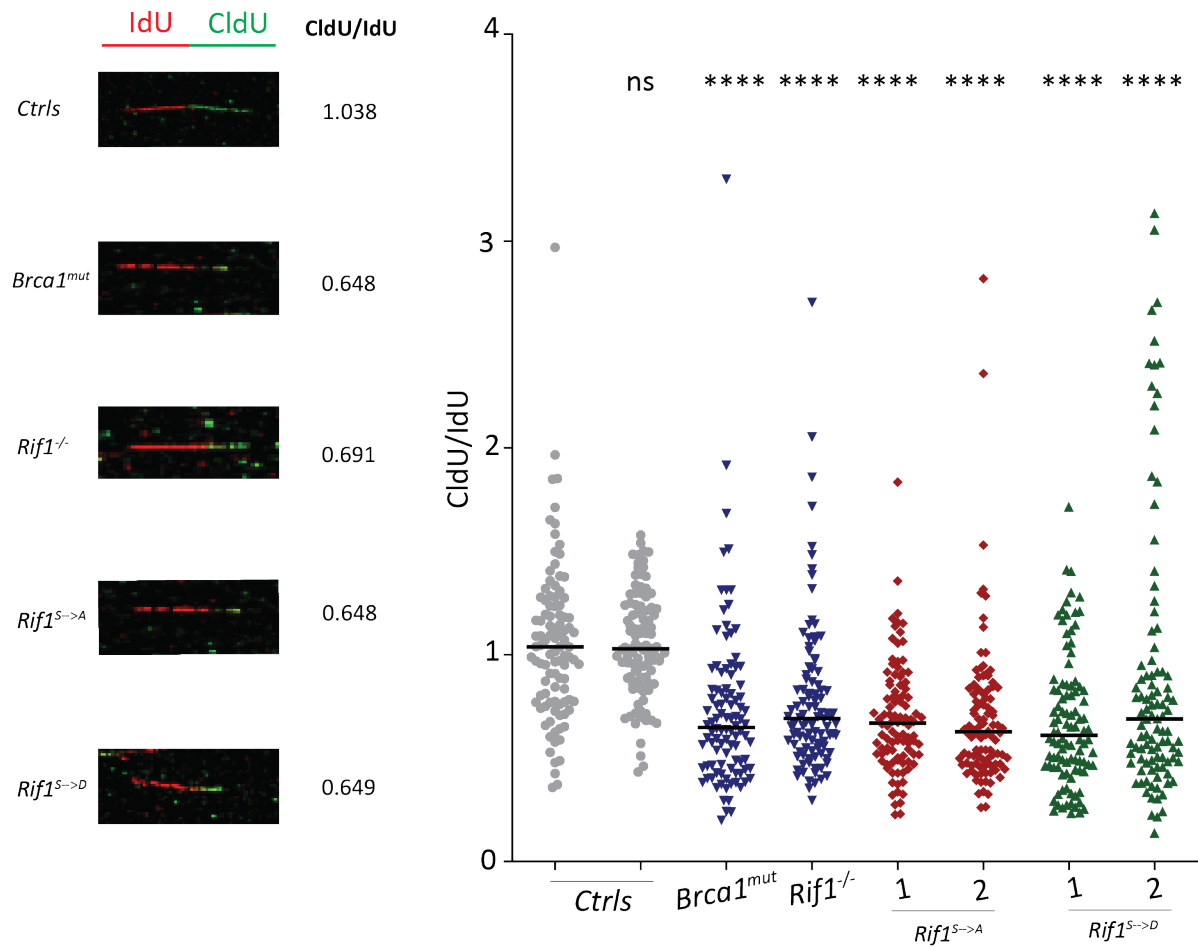 IdU CldU CldU/IdU
Ctrls 1.038
Brca1mut 0.648
Rif1-/- 0.691
Rif1S-->A 0.648
Rif1S-->D 0.649
4
3
2
1
0
CldU/IdU
ns **** **** **** **** **** ****
Ctrls Brca1mut Rif1-/- 1 2 1 2
Rif1S-->A Rif1S-->D